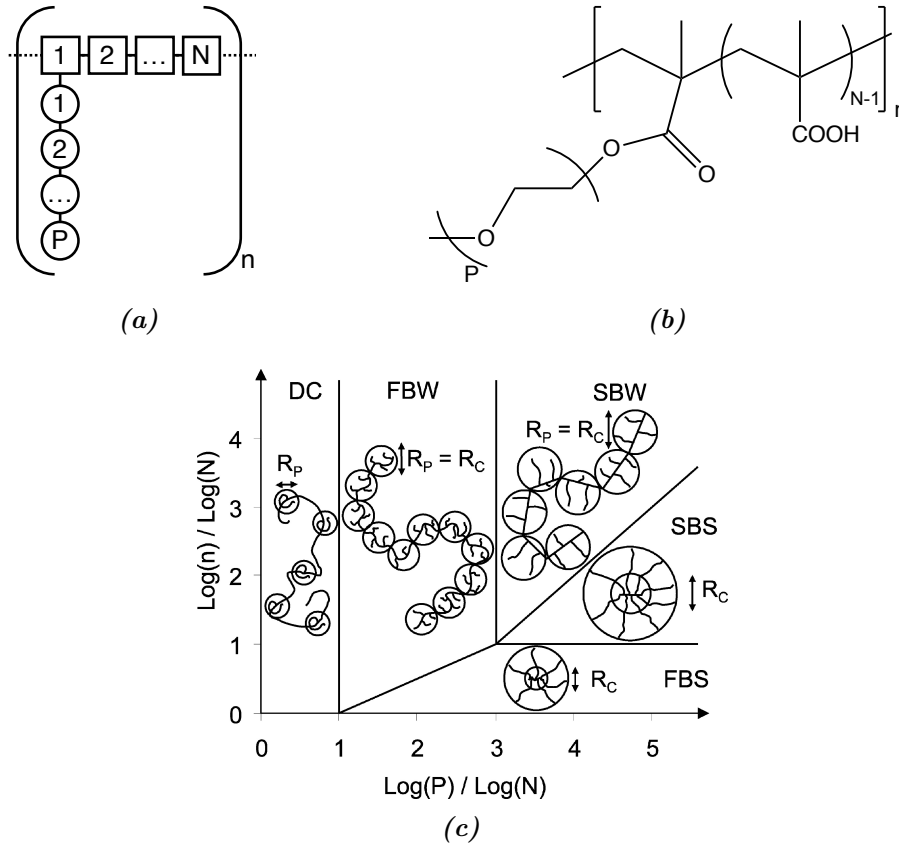 1 2 ... N
1
2
...
P
n
(a)
O
O
O
P
COOH
N-1
n
(b)
DC FBW SBW SBS FBS
R_P
R_P = R_C
R_P = R_C
R_C
R_C
Log(n) / Log(N)
4
3
2
1
0
0 1 2 3 4 5
Log(P) / Log(N)
(c)